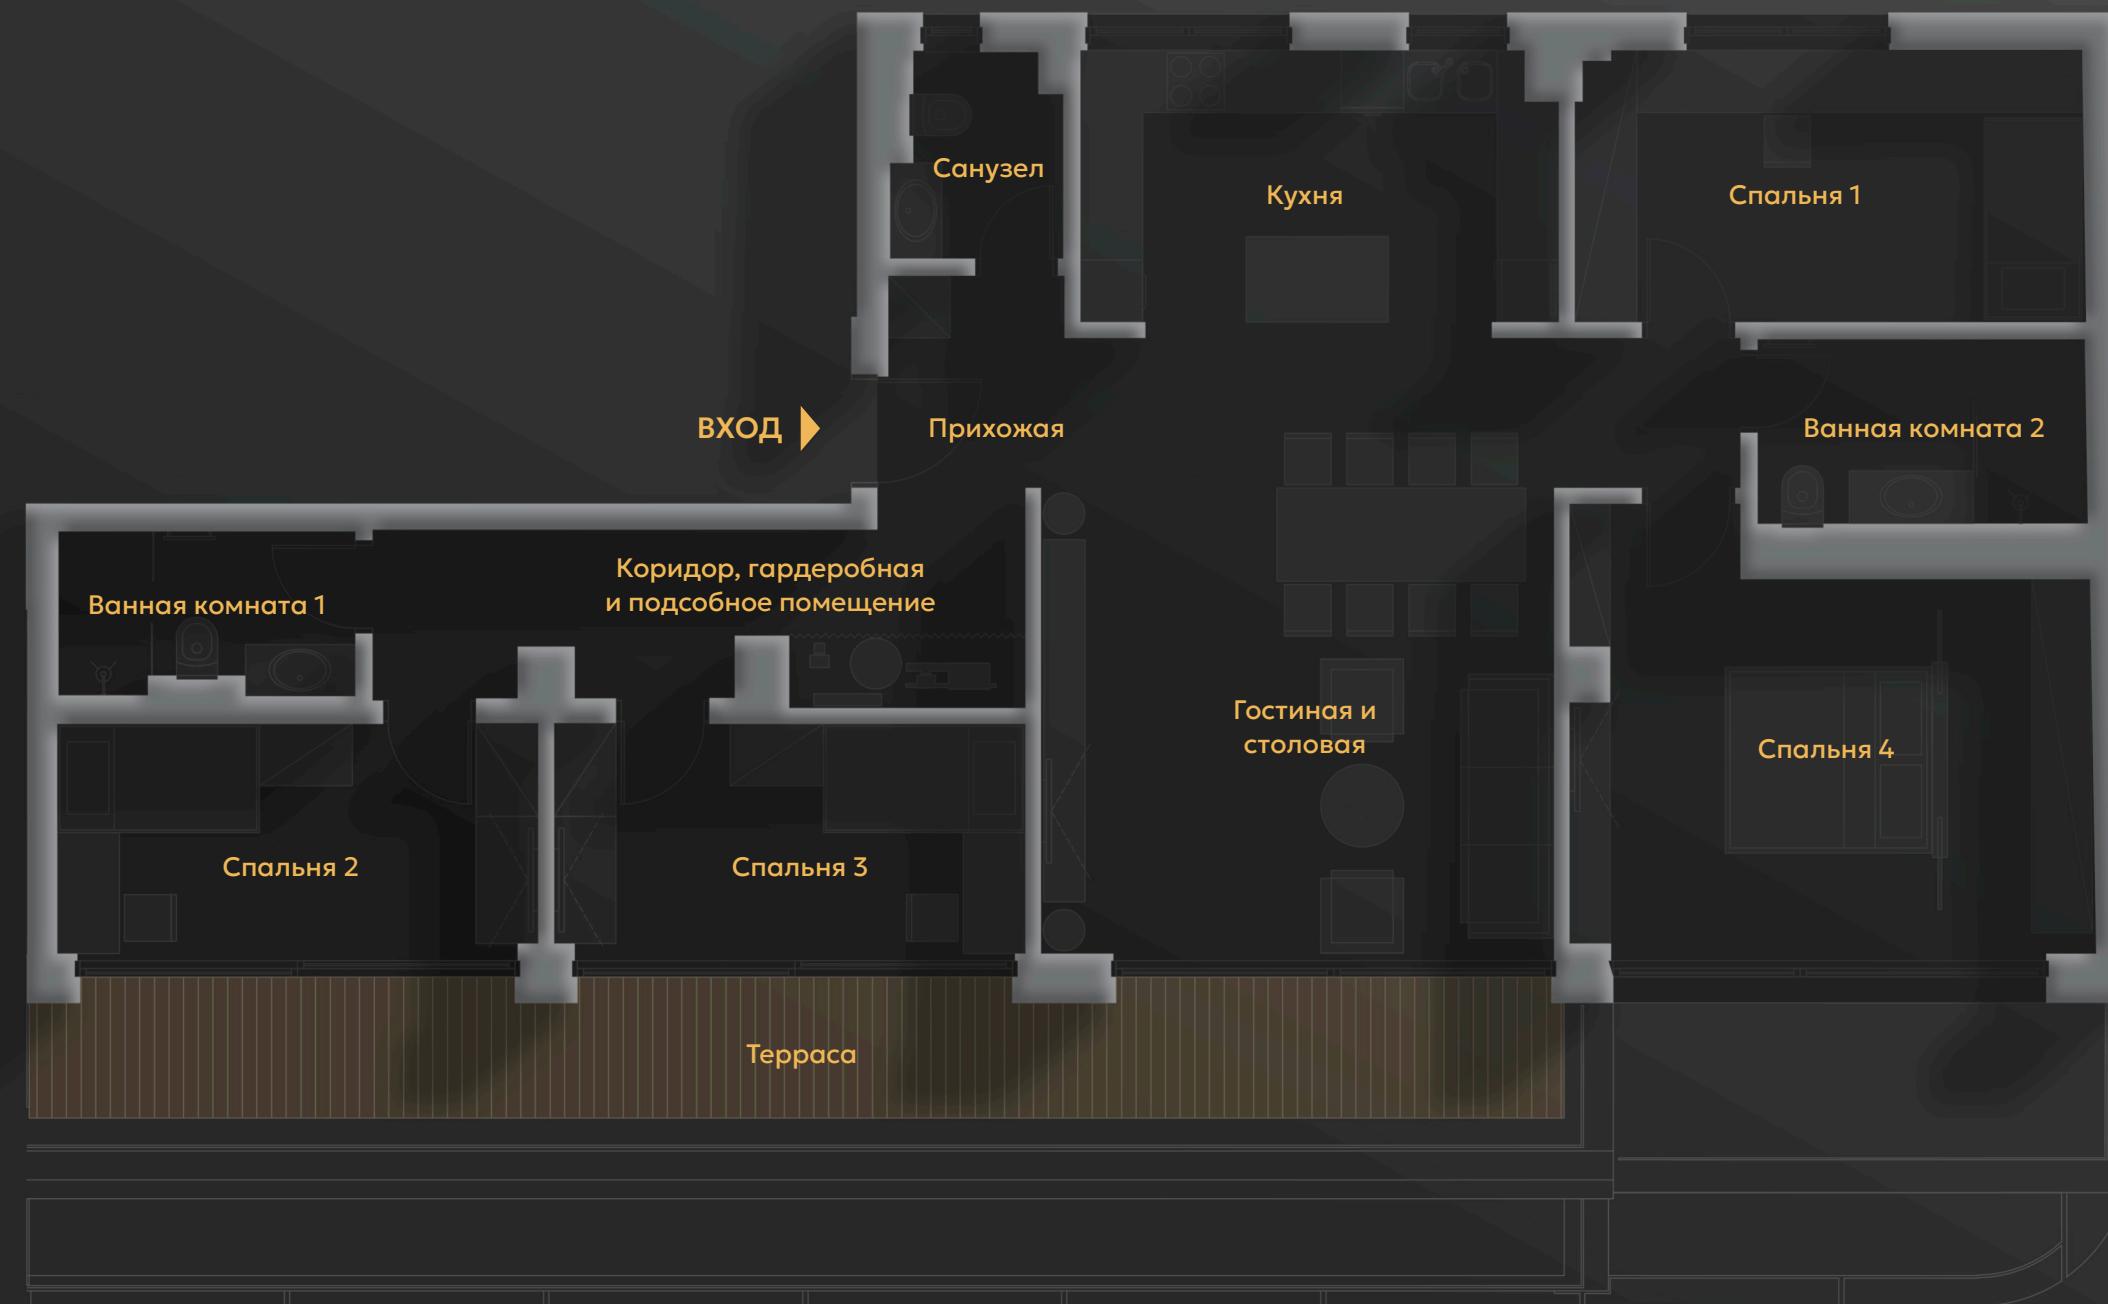 Санузел
Кухня
Спальня 1
ВХОД
Прихожая
Ванная комната 2
Коридор, гардеробная
и подсобное помещение
Ванная комната 1
Гостиная и
столовая
Спальня 4
Спальня 2
Спальня 3
Терраса